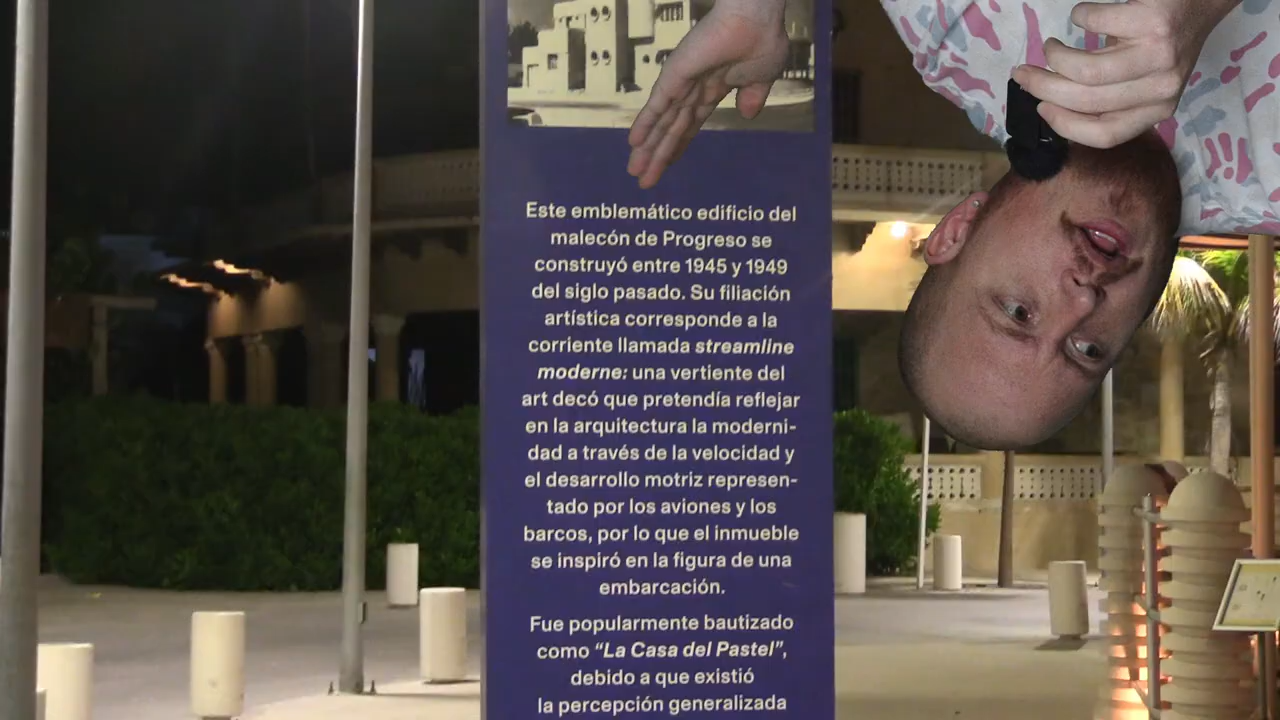 Este emblemático edificio del
malecón de Progreso se
construyó entre 1945 y 1949
del siglo pasado. Su filiación
artística corresponde a la
corriente llamada streamline
moderne: una vertiente del
art decó que pretendía reflejar
en la arquitectura la moderni-
dad a través de la velocidad y
el desarrollo motriz represen-
tado por los aviones y los
barcos, por lo que el inmueble
se inspiró en la figura de una
embarcación.
Fue popularmente bautizado
como “La Casa del Pastel”,
debido a que existió
la percepción generalizada